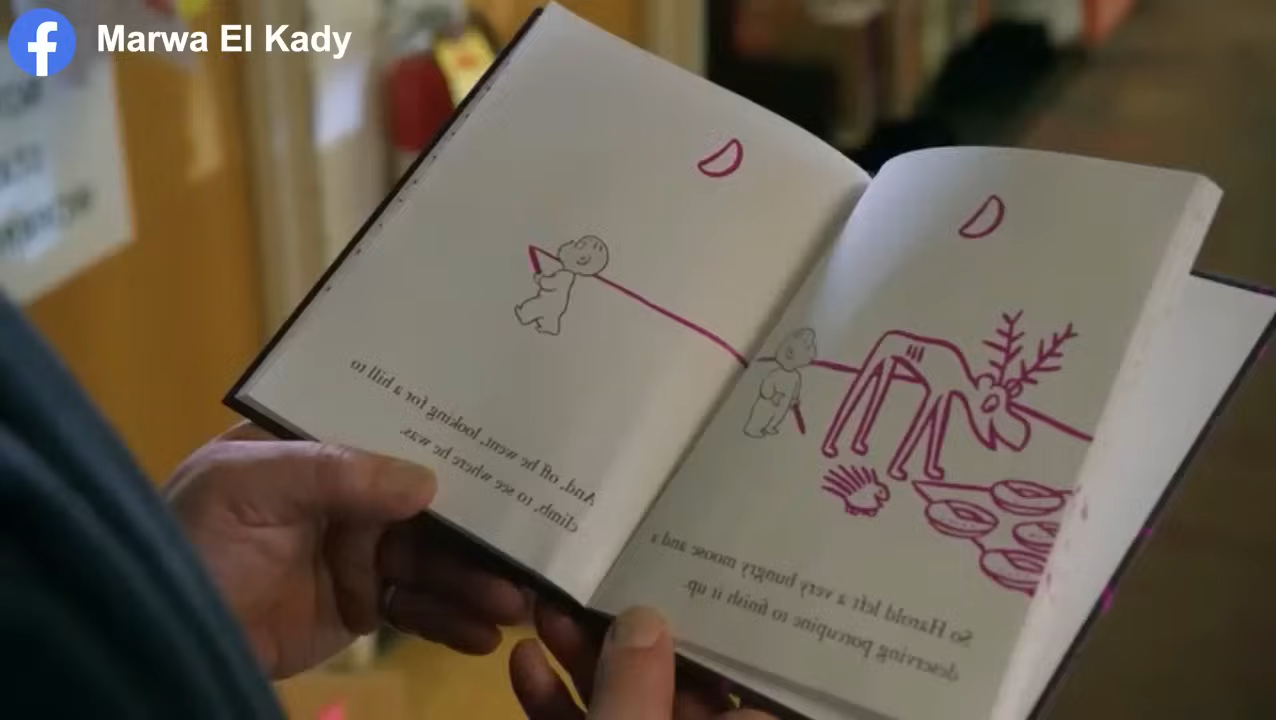 Marwa El Kady
So Harold left a very hungry moose and a
deserving porcupine to finish it up.
And, off he went, looking for a hill to
climb, to see where he was.